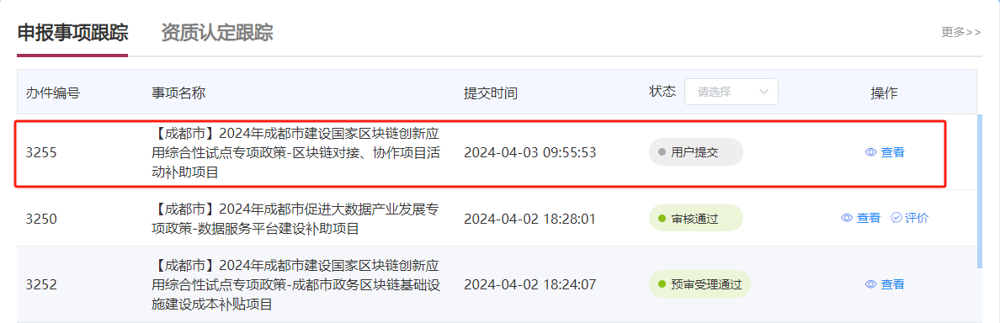 申报事项跟踪 资质认定跟踪 更多>>
办件编号 事项名称 提交时间 状态 请选择 操作
【成都市】2024年成都市建设国家区块链创新应
3255 用综合性试点专项政策-区块链对接、协作项目活 2024-04-03 09:55:53 用户提交 查看
动补助项目
【成都市】2024年成都市促进大数据产业发展专
3250 2024-04-02 18:28:01 审核通过 查看 评价
项政策-数据服务平台建设补助项目
【成都市】2024年成都市建设国家区块链创新应
3252 用综合性试点专项政策-成都市政务区块链基础设 2024-04-02 18:24:07 预审受理通过 查看
施建设成本补贴项目